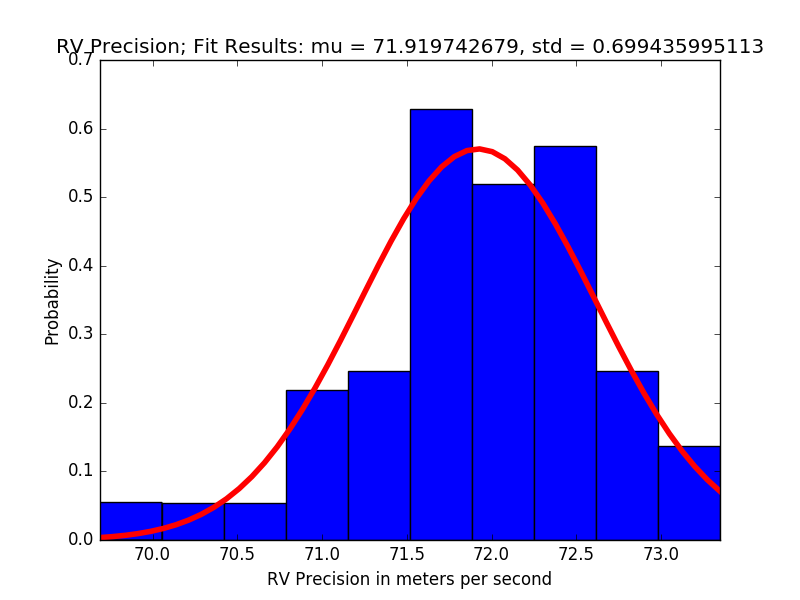 RV Precision; Fit Results: mu = 71.919742679, std = 0.699435995113
0.7
0.6
0.5
0.4
0.3
0.2
0.1
0.0
Probability
70.0 70.5 71.0 71.5 72.0 72.5 73.0
RV Precision in meters per second